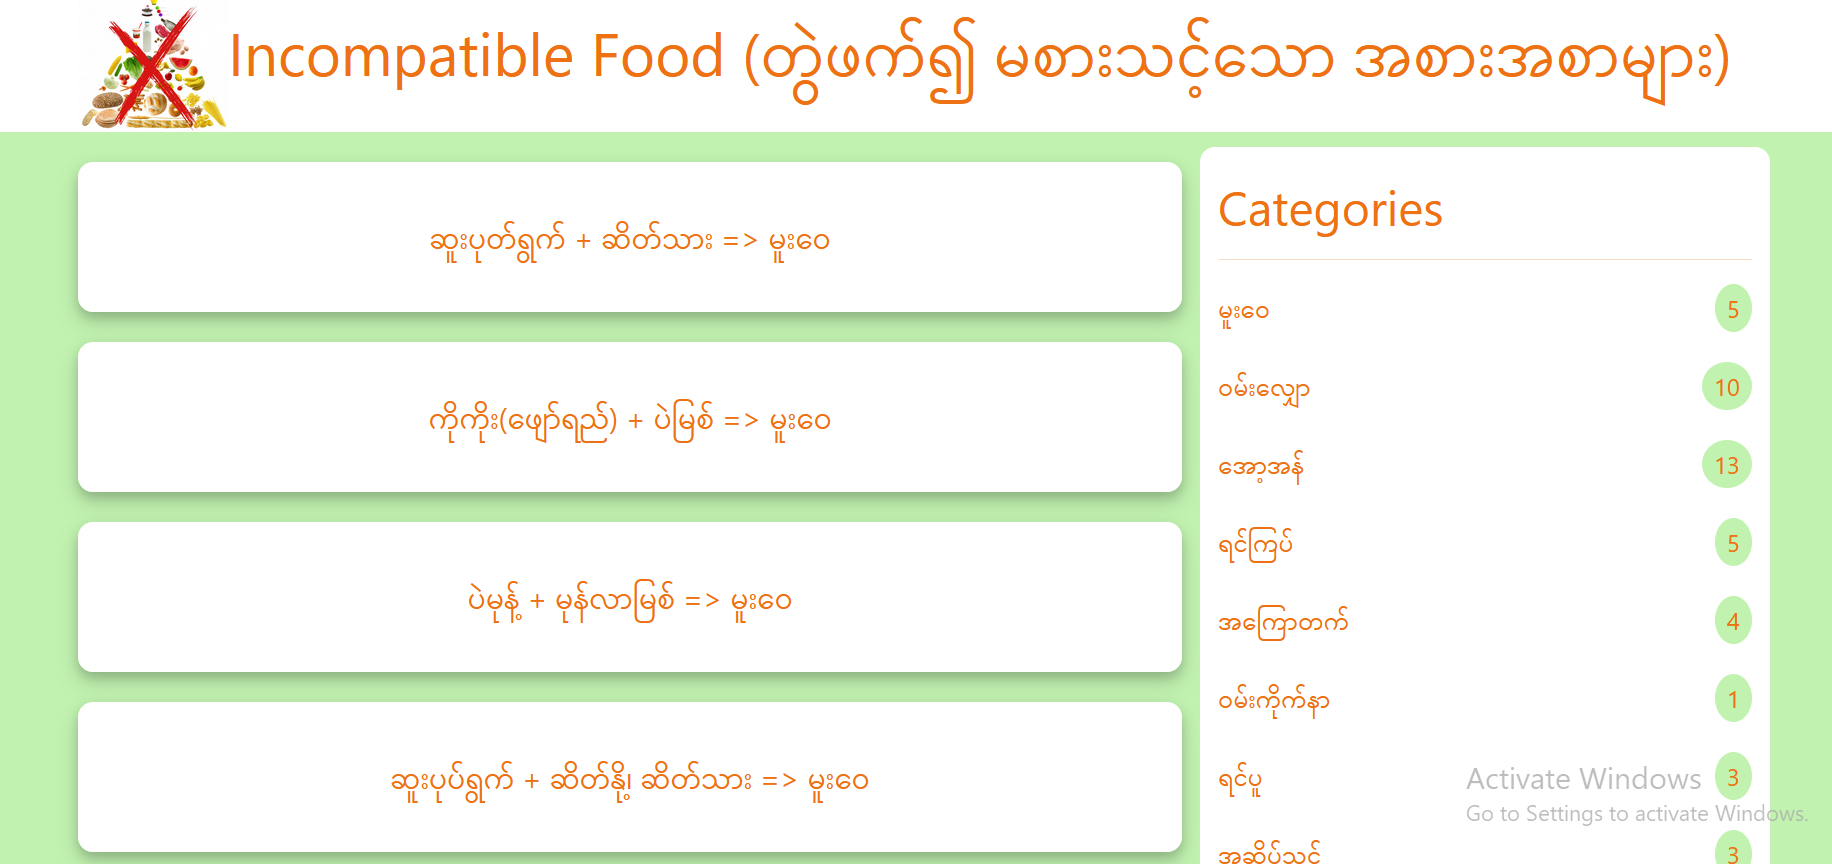 Incompatible Food (တွဲဖက်၍ မစားသင့်သော အစားအစာများ)
ဆူးပုတ်ရွက် + ဆိတ်သား => မူးဝေ
ကိုကိုး(ဖျော်ရည်) + ပဲမြစ် => မူးဝေ
ပဲမုန့် + မုန်လာမြစ် => မူးဝေ
ဆူးပုပ်ရွက် + ဆိတ်နို့၊ ဆိတ်သား => မူးဝေ
Categories
မူးဝေ 5
ဝမ်းလျှော 10
အော့အန် 13
ရင်ကြပ် 5
အကြောတက် 4
ဝမ်းကိုက်နာ 1
ရင်ပူ 3
အဆိပ်သင့် 3
Activate Windows
Go to Settings to activate Windows.